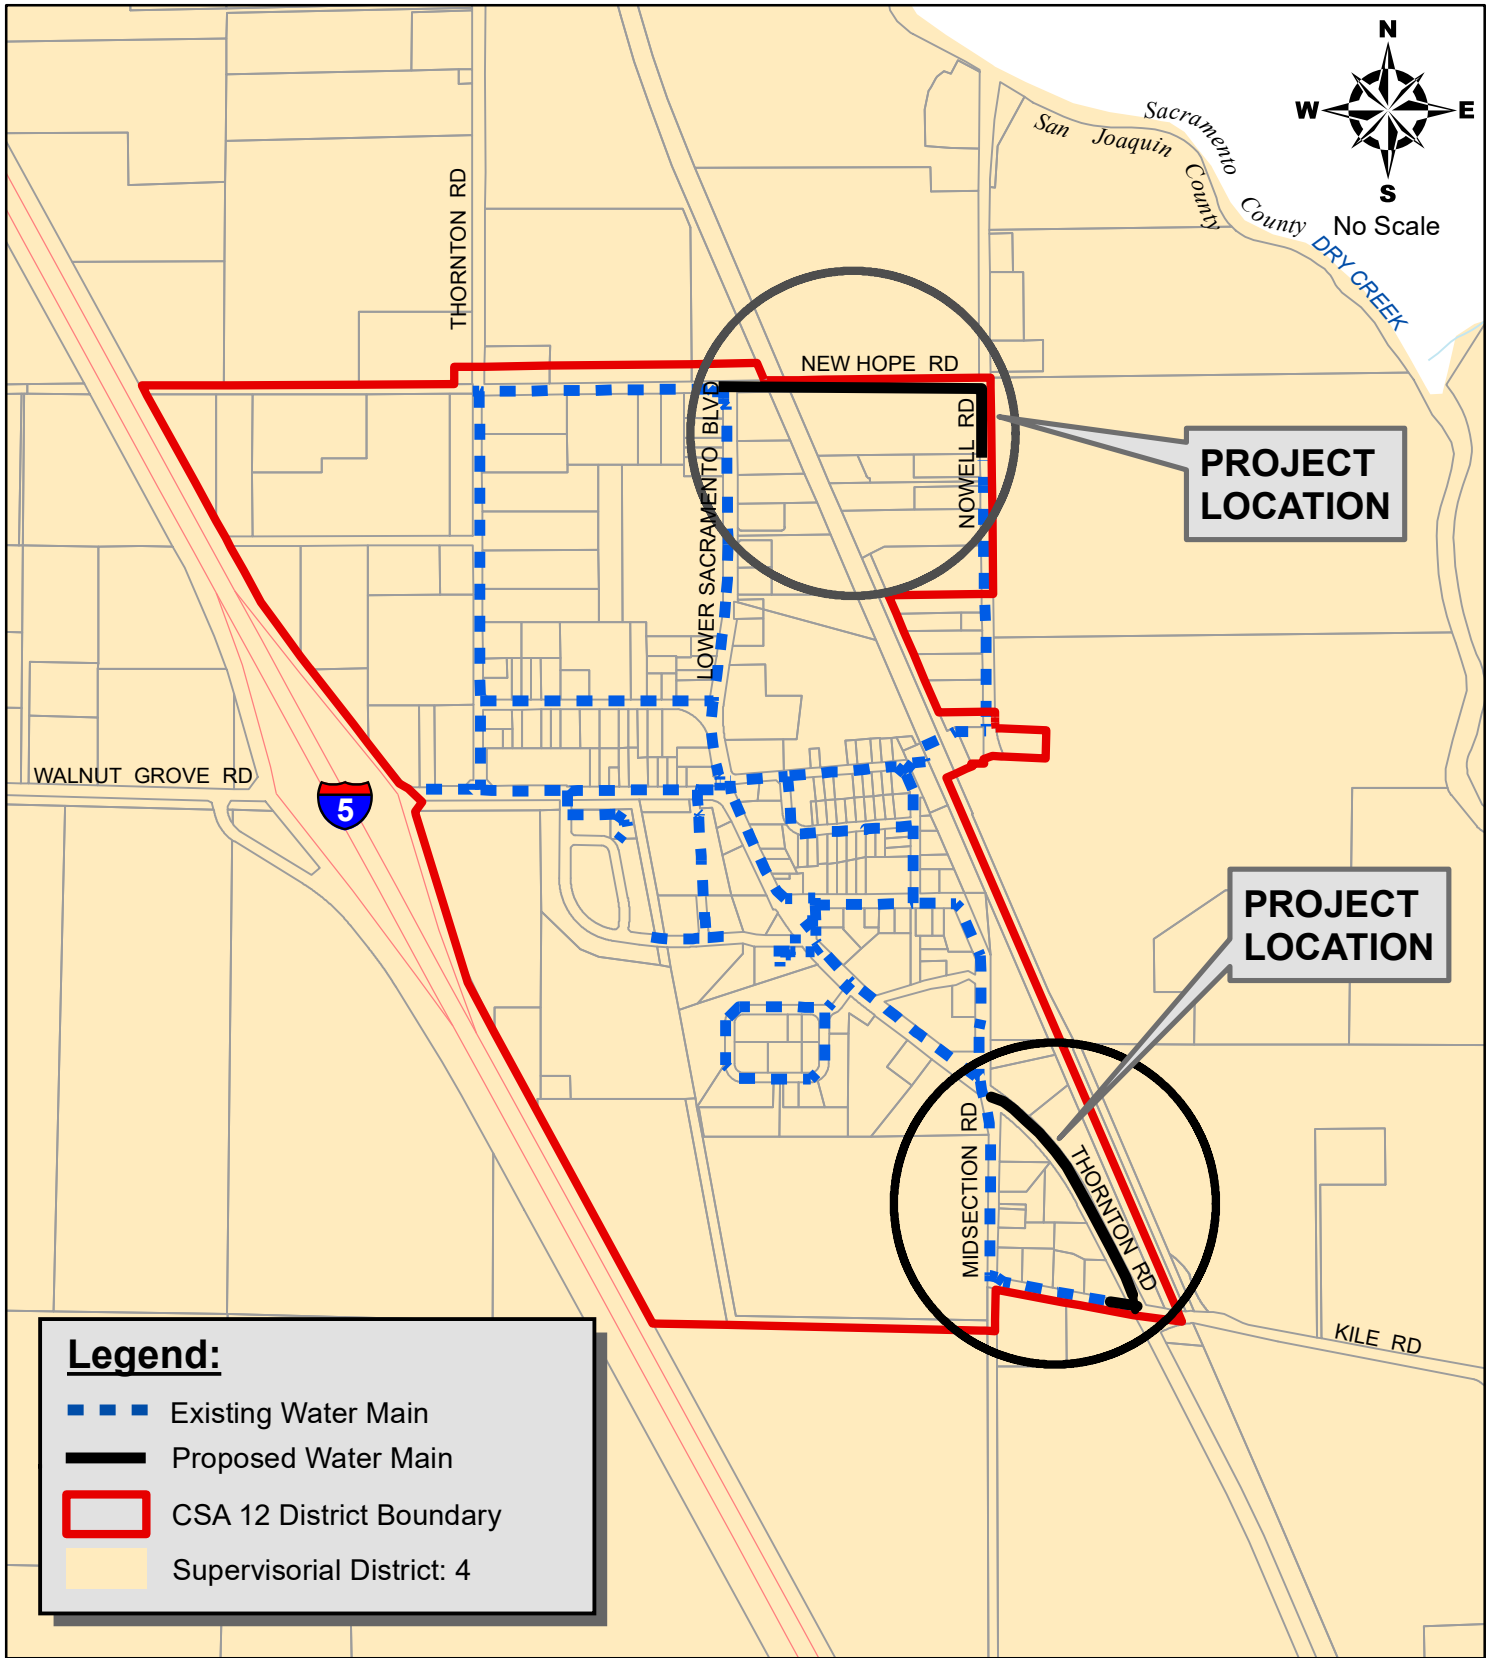 N
W
E
S
No Scale
Sacramento
County
San Joaquin
County
DRY CREEK
THORNTON RD
NEW HOPE RD
LOWER SACRAMENTO BLVD
NOWELL RD
PROJECT
LOCATION
WALNUT GROVE RD
5
PROJECT
LOCATION
MIDSECTION RD
THORNTON RD
KILE RD
Legend:
Existing Water Main
Proposed Water Main
CSA 12 District Boundary
Supervisorial District: 4